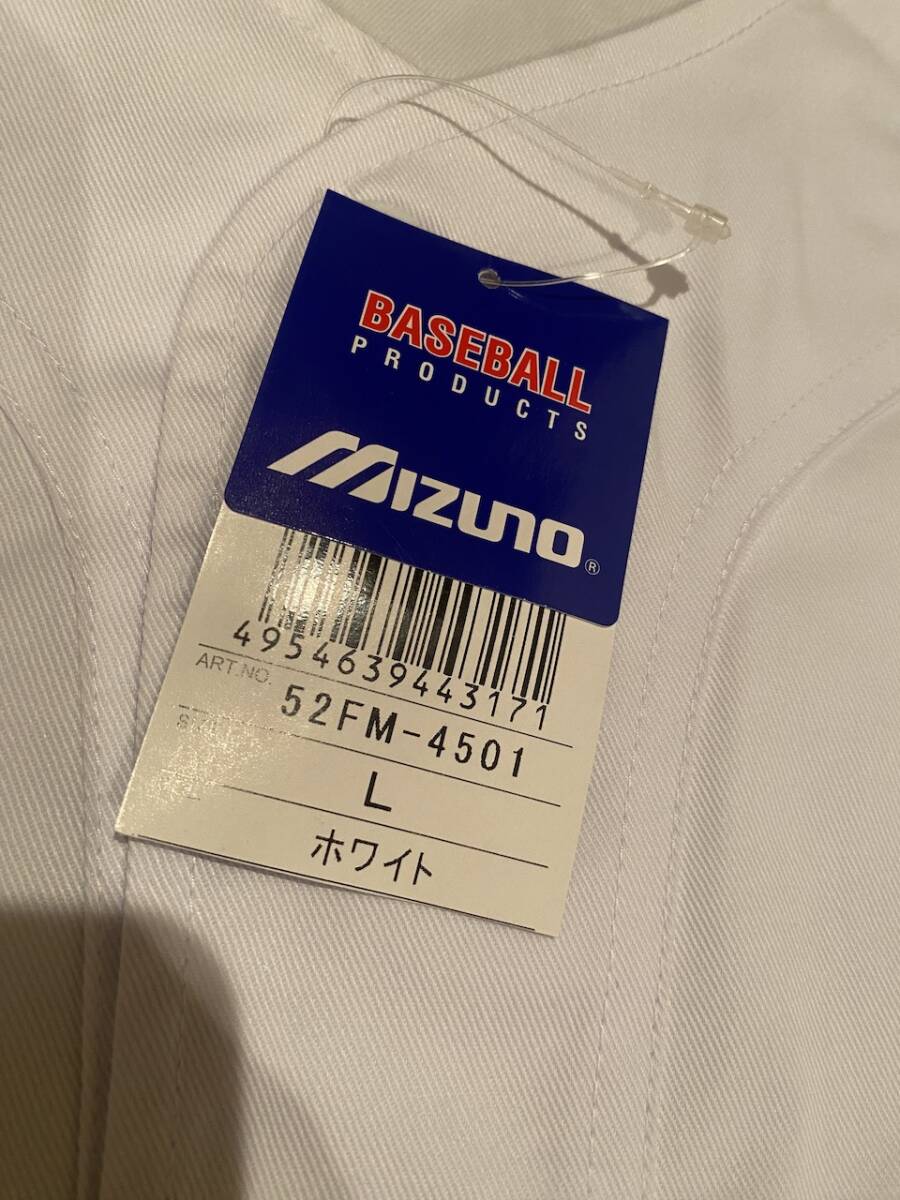 BASEBALL
PRODUCTS
MIZUNO®
4954639443171
ART.NO. 52FM-4501
L
ホワイト